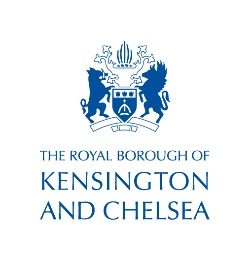 THE ROYAL BOROUGH OF
KENSINGTON
AND CHELSEA